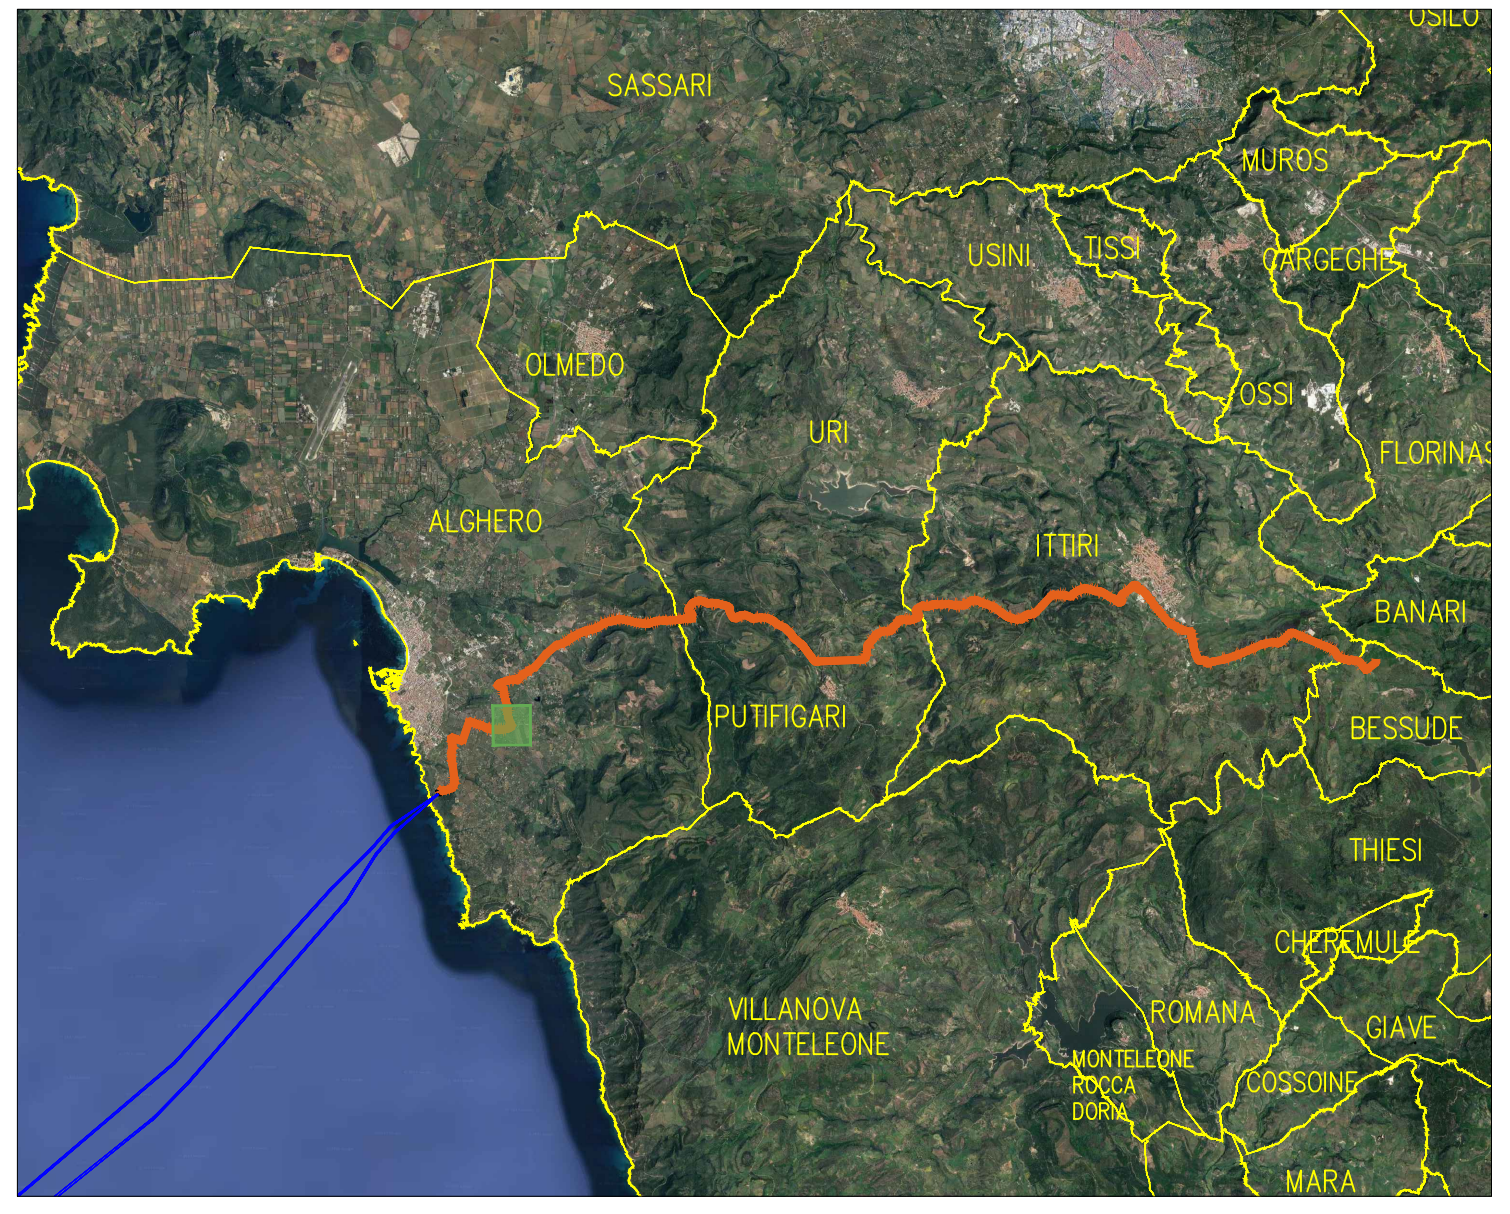 OSILO
SASSARI
MUROS
USINI
TISSI
CARGEGHE
OLMEDO
OSSI
URI
FLORINAS
ALGHERO
ITTIRI
BANARI
PUTIFIGARI
BESSUDE
THIESI
CHEREMULE
VILLANOVA
MONTELEONE
ROMANA
GIAVE
MONTELEONE
ROCCA
DORIA
COSSOINE
MARA